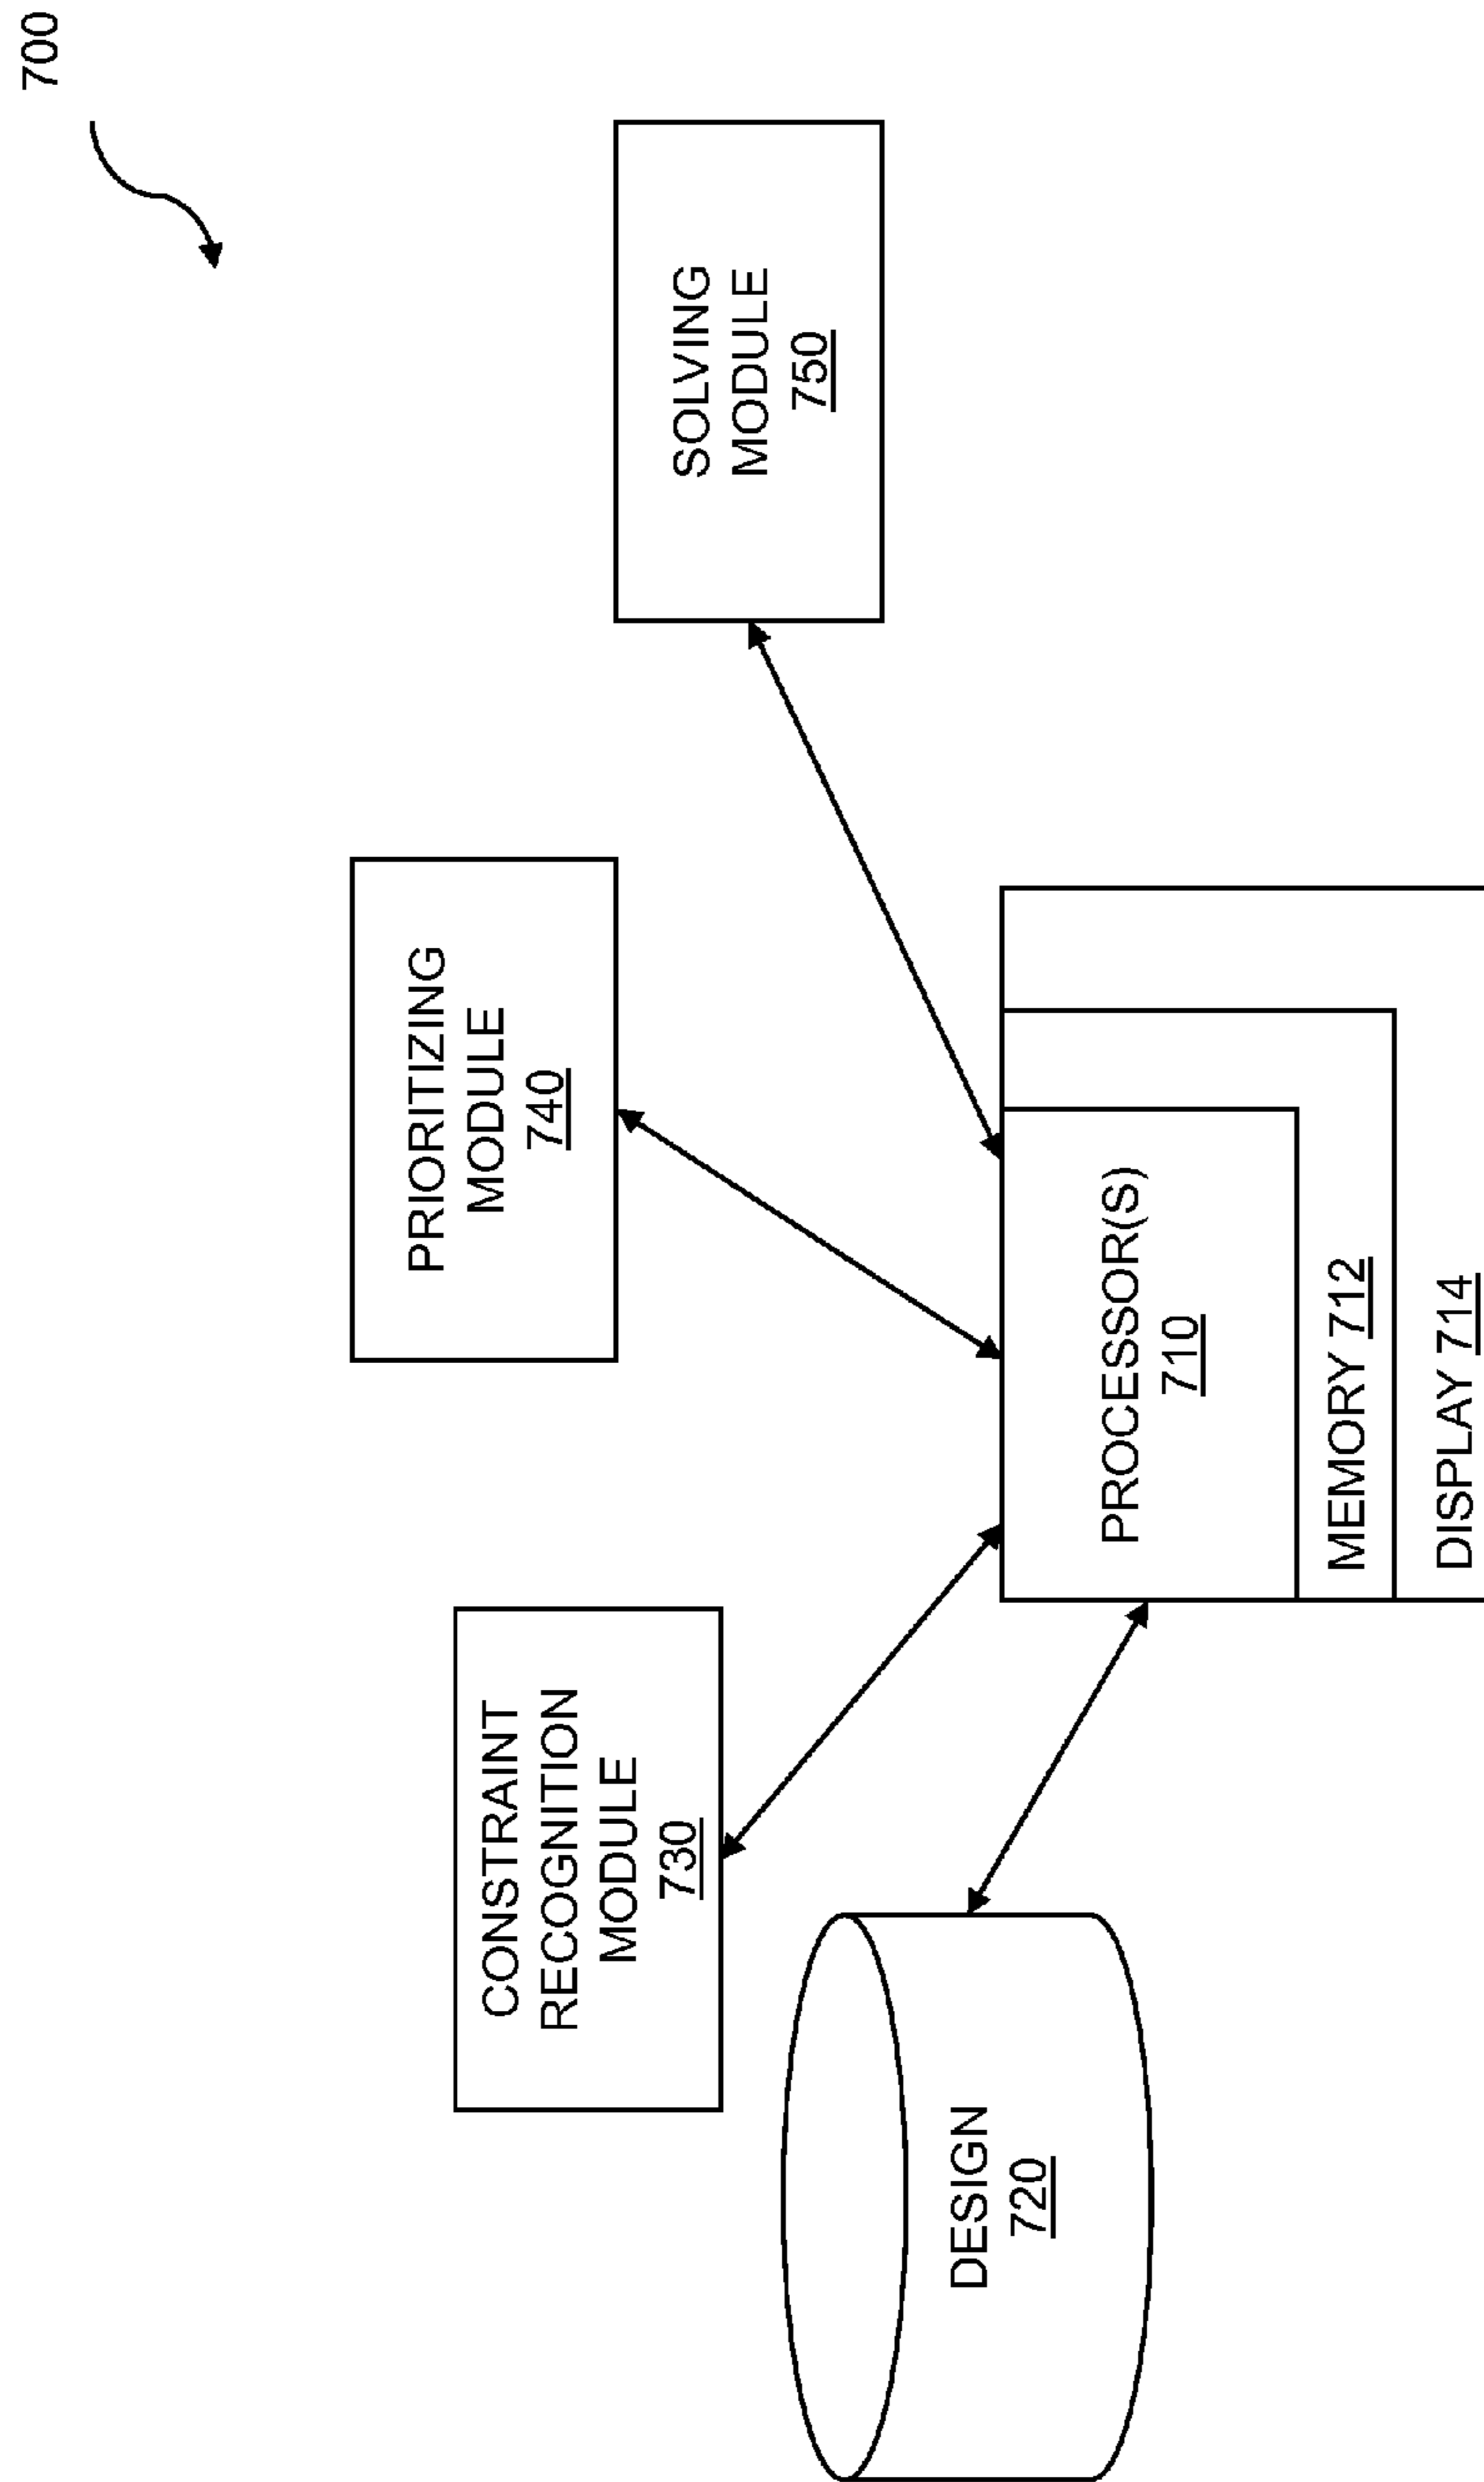 700
CONSTRAINT
RECOGNITION
MODULE
730
PRIORITIZING
MODULE
740
SOLVING
MODULE
750
DESIGN
720
PROCESSOR(S)
710
MEMORY 712
DISPLAY 714